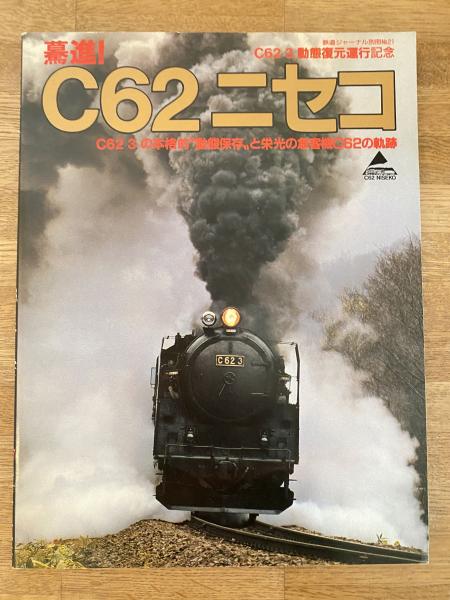 鉄道ジャーナル別冊№21
驀進!
C62 3 動態復元運行記念
C62ニセコ
C62 3 の本格的“動態保存„と栄光の急客機C62の軌跡
C62 NISEKO
C62 3